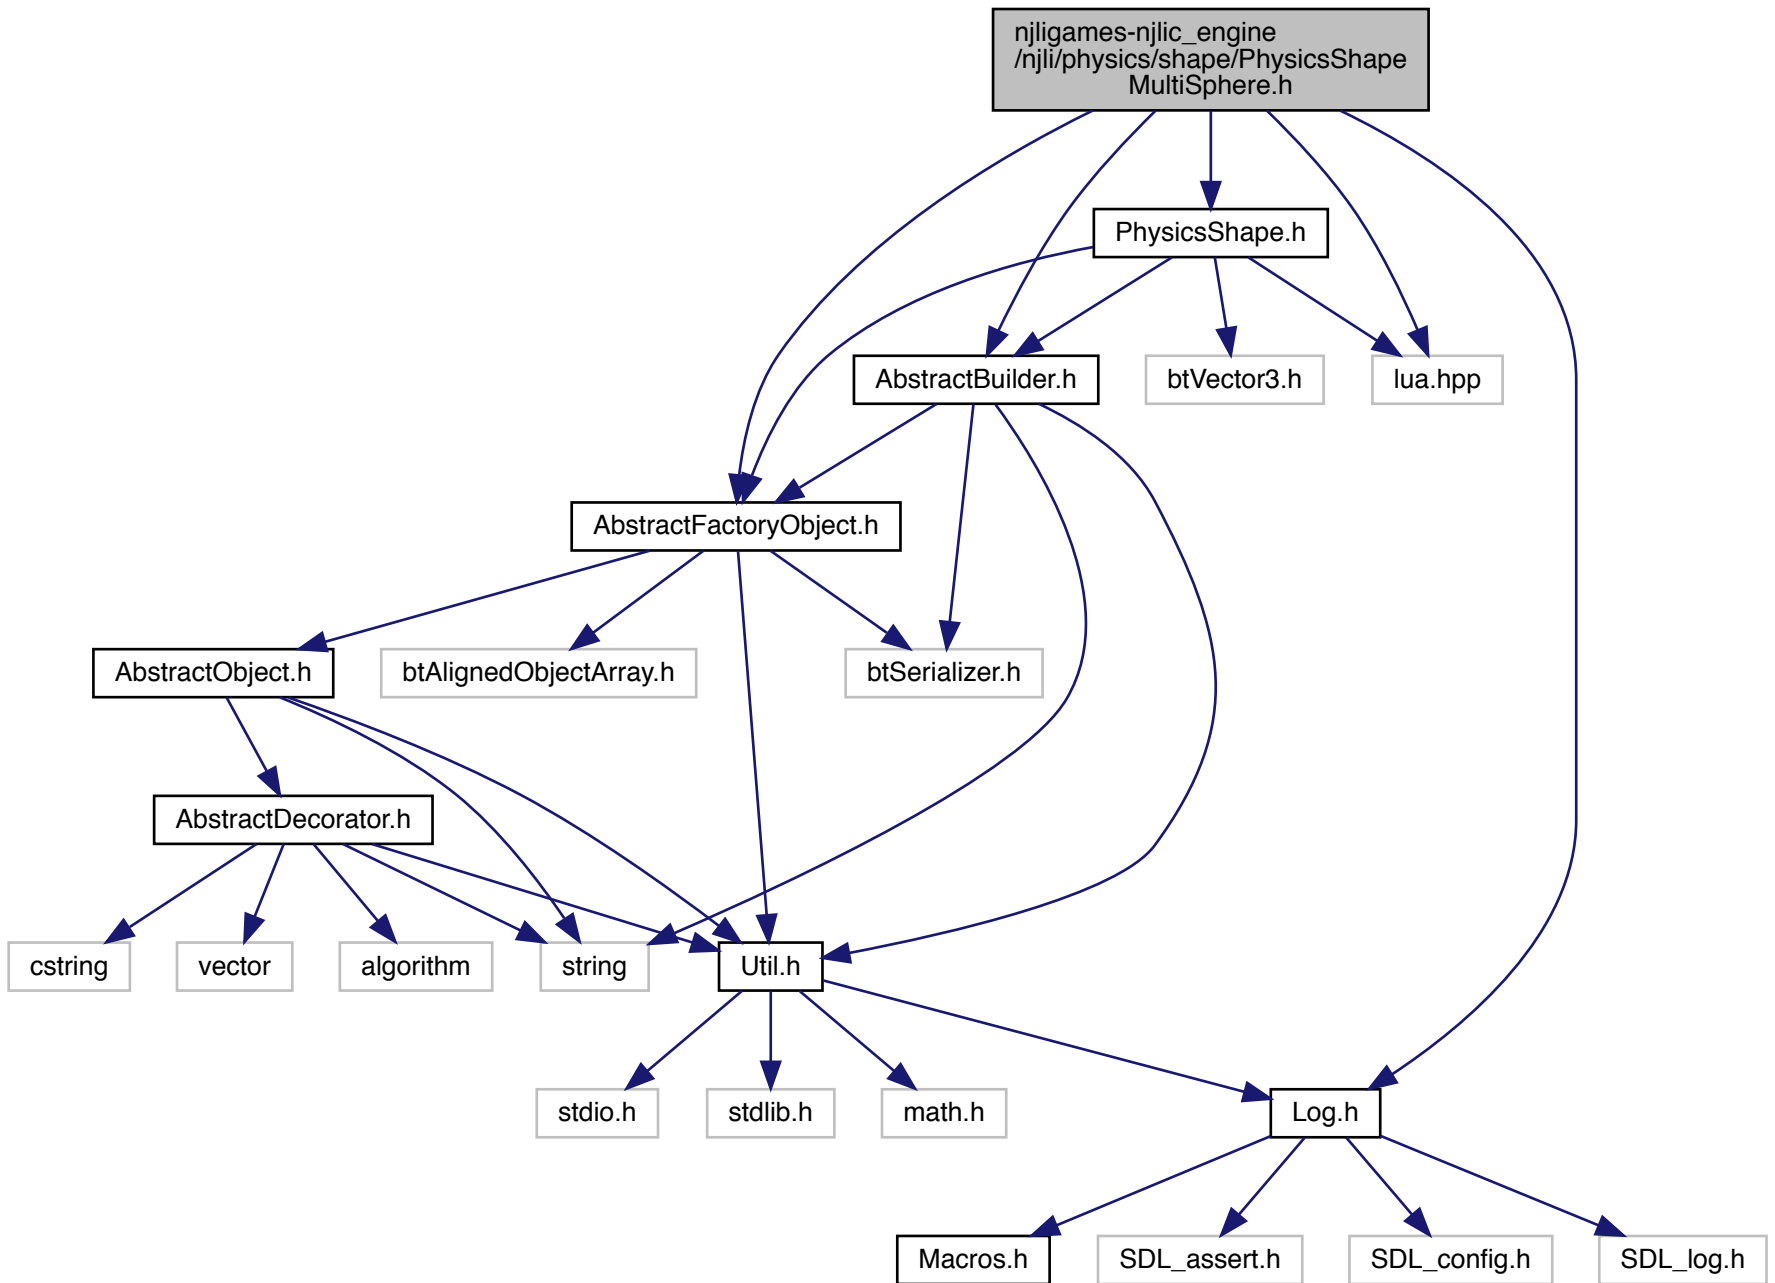 njligames-njlic_engine
/njli/physics/shape/PhysicsShape
MultiSphere.h
PhysicsShape.h
AbstractBuilder.h
btVector3.h
lua.hpp
AbstractFactoryObject.h
AbstractObject.h
btAlignedObjectArray.h
btSerializer.h
AbstractDecorator.h
cstring
vector
algorithm
string
Util.h
stdio.h
stdlib.h
math.h
Log.h
Macros.h
SDL_assert.h
SDL_config.h
SDL_log.h